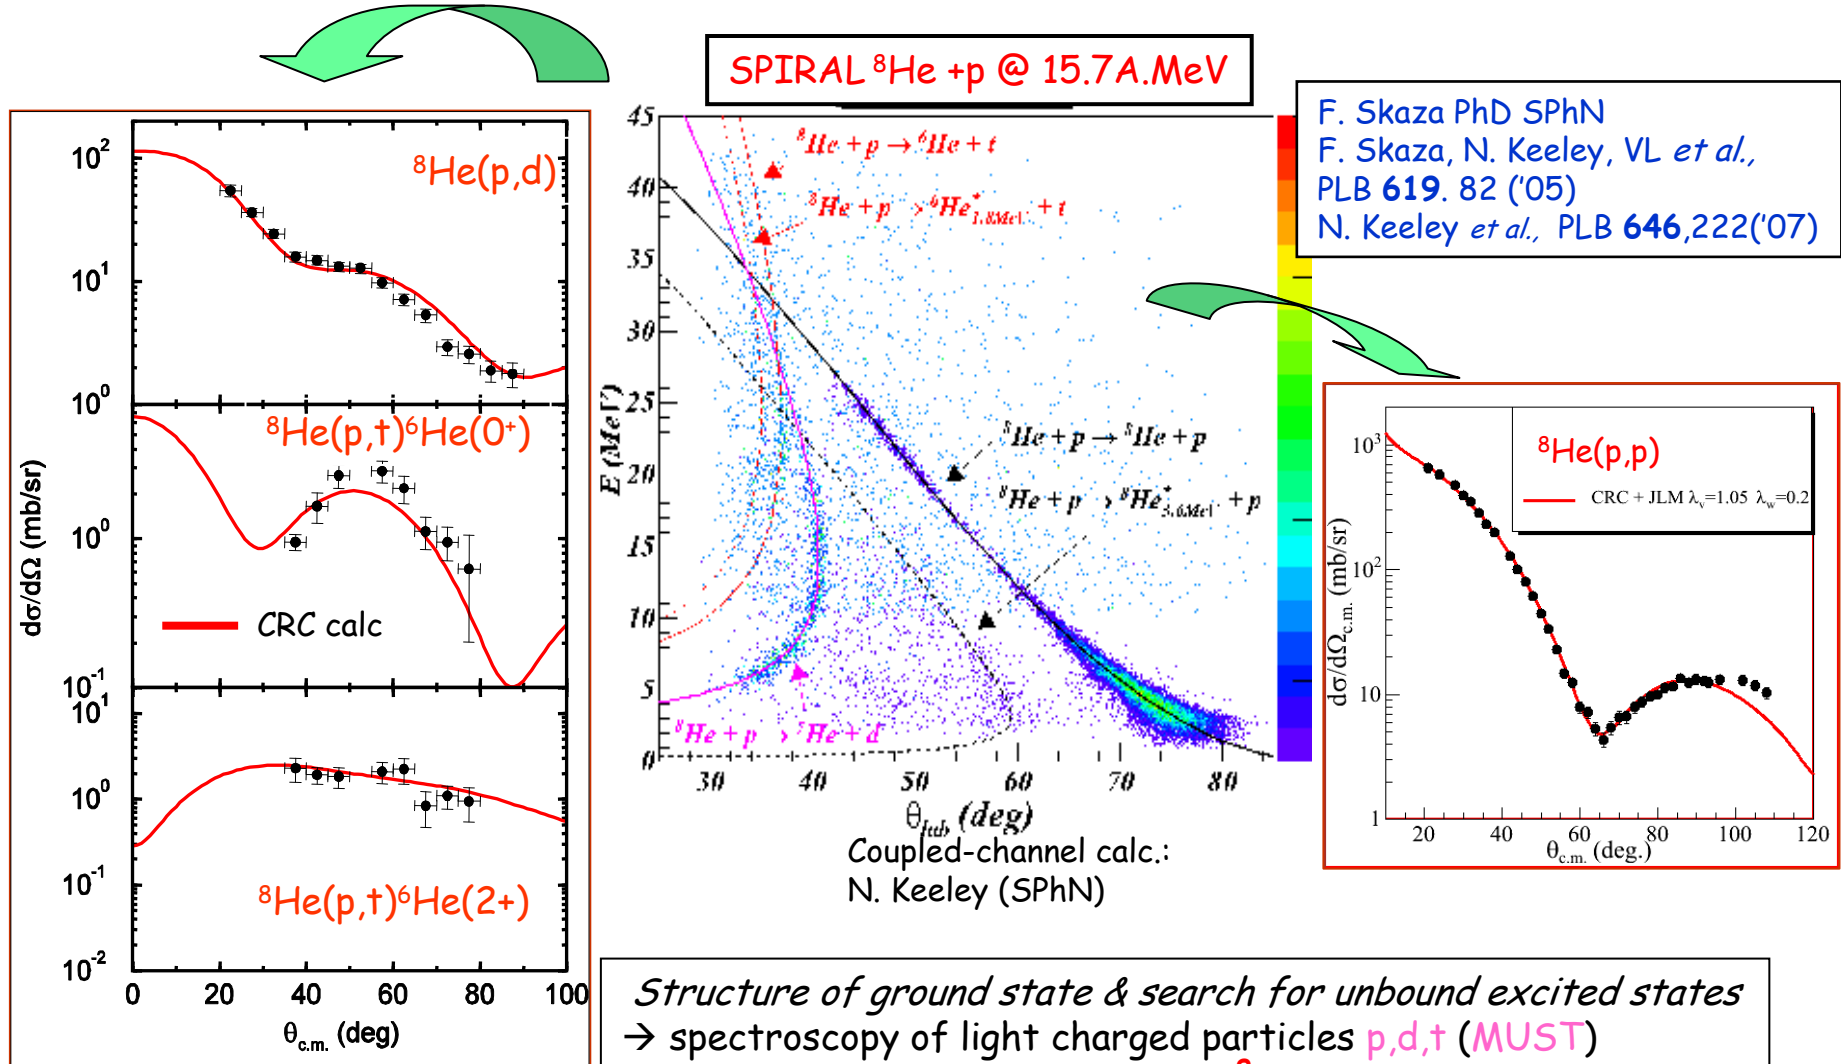 SPIRAL ⁸He +p @ 15.7A.MeV
F. Skaza PhD SPhN
F. Skaza, N. Keeley, VL et al.,
PLB 619. 82 ('05)
N. Keeley et al., PLB 646,222('07)
dσ/dΩ (mb/sr)
10²
10¹
10⁰
⁸He(p,d)
10⁰
10⁻¹
⁸He(p,t)⁶He(0⁺)
CRC calc
10¹
10⁰
10⁻¹
10⁻²
⁸He(p,t)⁶He(2+)
0 20 40 60 80 100
θc.m. (deg)
E (MeV)
45
40
35
30
25
20
15
10
5
0
⁸He + p → ⁶He + t
⁸He + p → ⁶He*1.8MeV + t
⁸He + p → ⁸He + p
⁸He + p → ⁸He*3.6MeV + p
⁸He + p → ⁷He + d
30 40 50 60 70 80
θlab (deg)
Coupled-channel calc.:
N. Keeley (SPhN)
⁸He(p,p)
CRC + JLM λv=1.05 λw=0.2
dσ/dΩc.m. (mb/sr)
10³
10²
10
1
20 40 60 80 100 120
θc.m. (deg.)
Structure of ground state & search for unbound excited states
→ spectroscopy of light charged particles p,d,t (MUST)